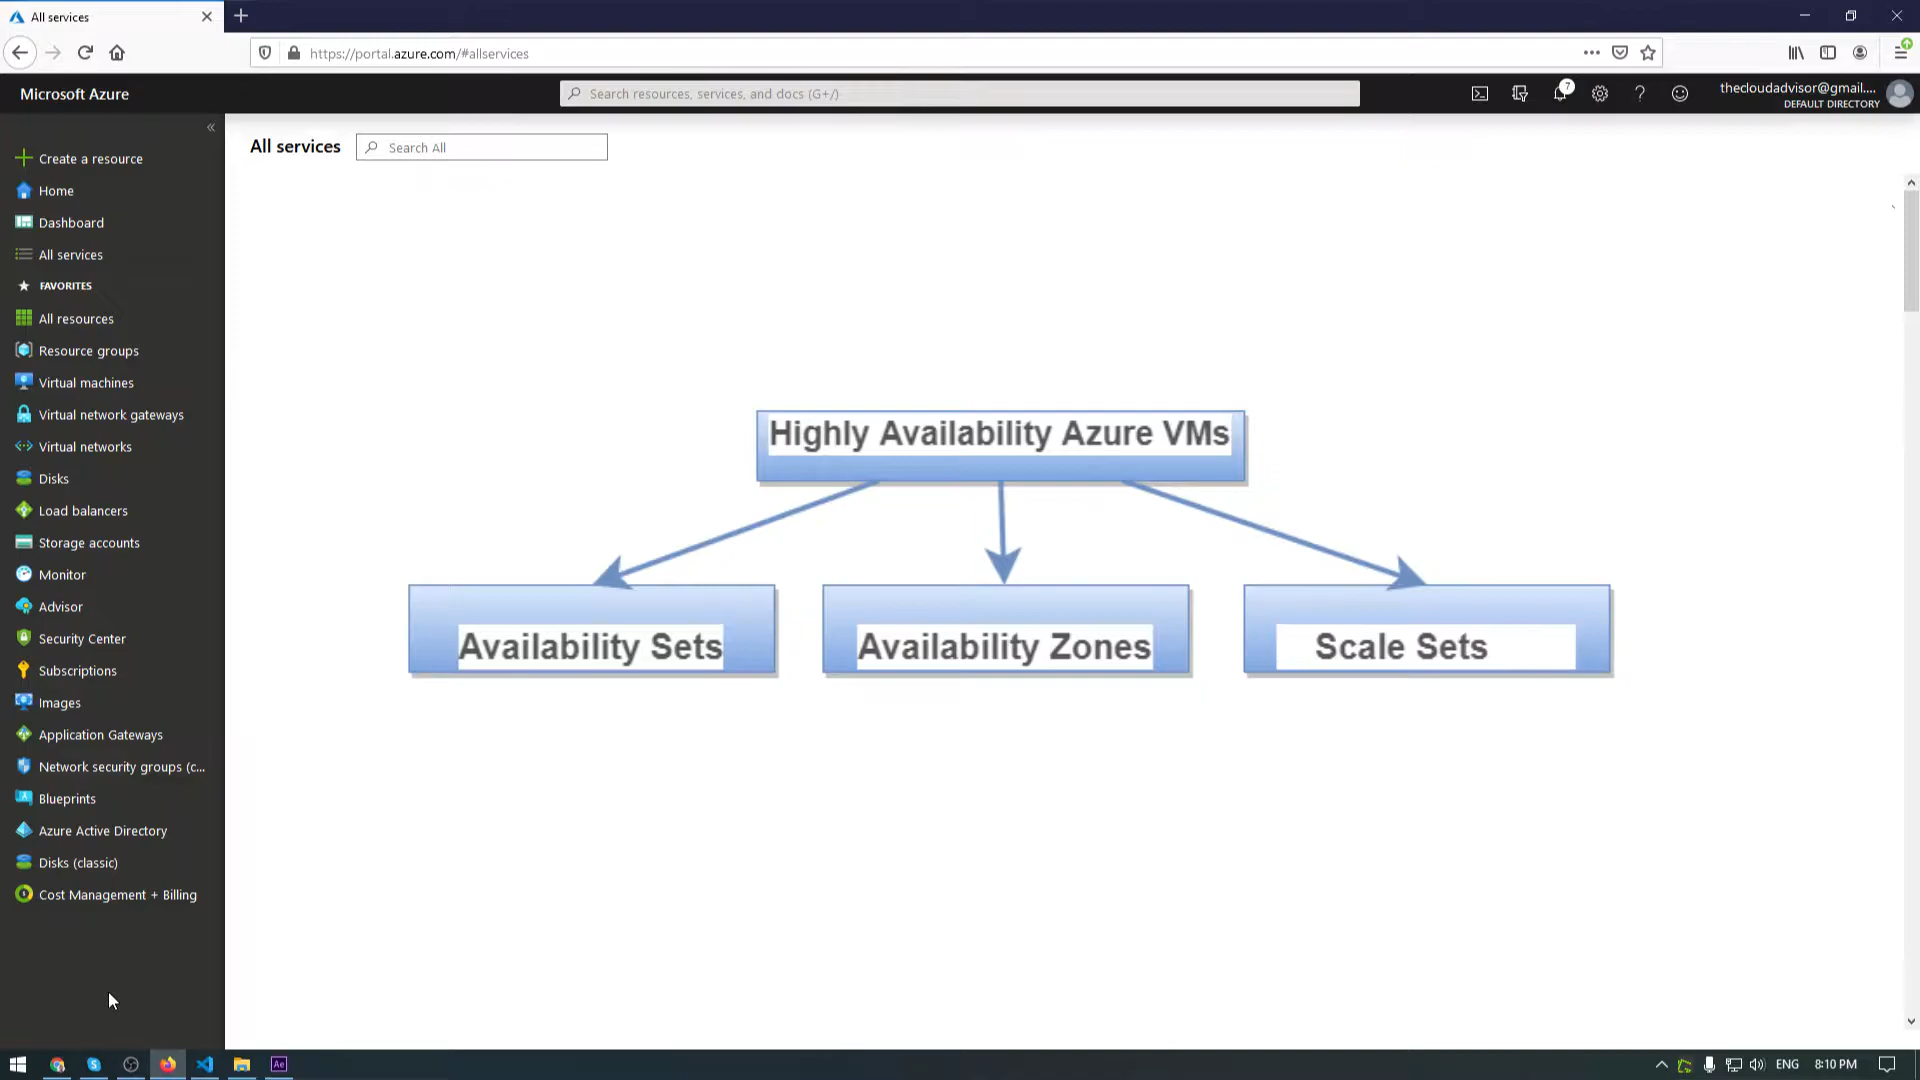 All services
https://portal.azure.com/#allservices
Microsoft Azure
Search resources, services, and docs (G+/)
7
thecloudadvisor@gmail....
DEFAULT DIRECTORY
«
All services
Search All
Create a resource
Home
Dashboard
All services
FAVORITES
All resources
Resource groups
Virtual machines
Virtual network gateways
Virtual networks
Disks
Load balancers
Storage accounts
Monitor
Advisor
Security Center
Subscriptions
Images
Application Gateways
Network security groups (c...
Blueprints
Azure Active Directory
Disks (classic)
Cost Management + Billing
Highly Availability Azure VMs
Availability Sets
Availability Zones
Scale Sets
Ae
ENG
8:10 PM